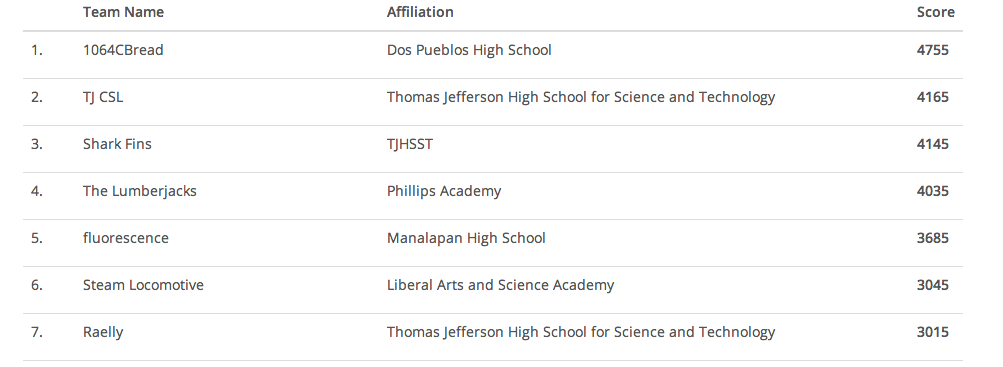 Team Name Affiliation Score
1. 1064CBread Dos Pueblos High School 4755
2. TJ CSL Thomas Jefferson High School for Science and Technology 4165
3. Shark Fins TJHSST 4145
4. The Lumberjacks Phillips Academy 4035
5. fluorescence Manalapan High School 3685
6. Steam Locomotive Liberal Arts and Science Academy 3045
7. Raelly Thomas Jefferson High School for Science and Technology 3015